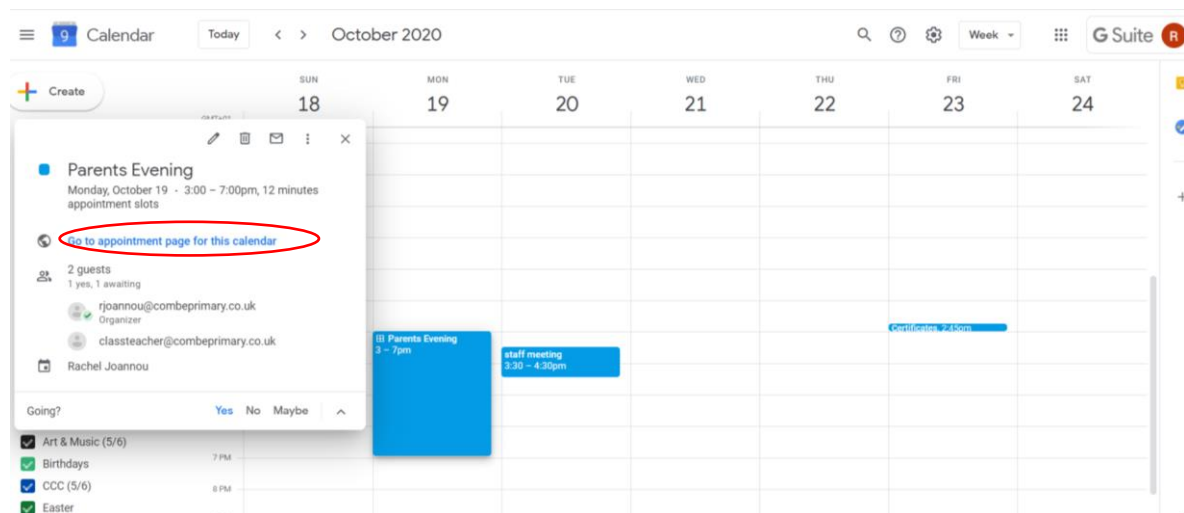 9 Calendar Today October 2020 Week G Suite R
Create
SUN MON TUE WED THU FRI SAT
18 19 20 21 22 23 24
Parents Evening
Monday, October 19 - 3:00 – 7:00pm, 12 minutes
appointment slots
Go to appointment page for this calendar
2 guests
1 yes, 1 awaiting
rjoannou@combeprimary.co.uk
Organizer
classteacher@combeprimary.co.uk
Rachel Joannou
Going? Yes No Maybe
Parents Evening
3 – 7pm
staff meeting
3:30 – 4:30pm
Certificates, 2:45pm
Art & Music (5/6)
Birthdays
CCC (5/6)
Easter
7 PM
8 PM